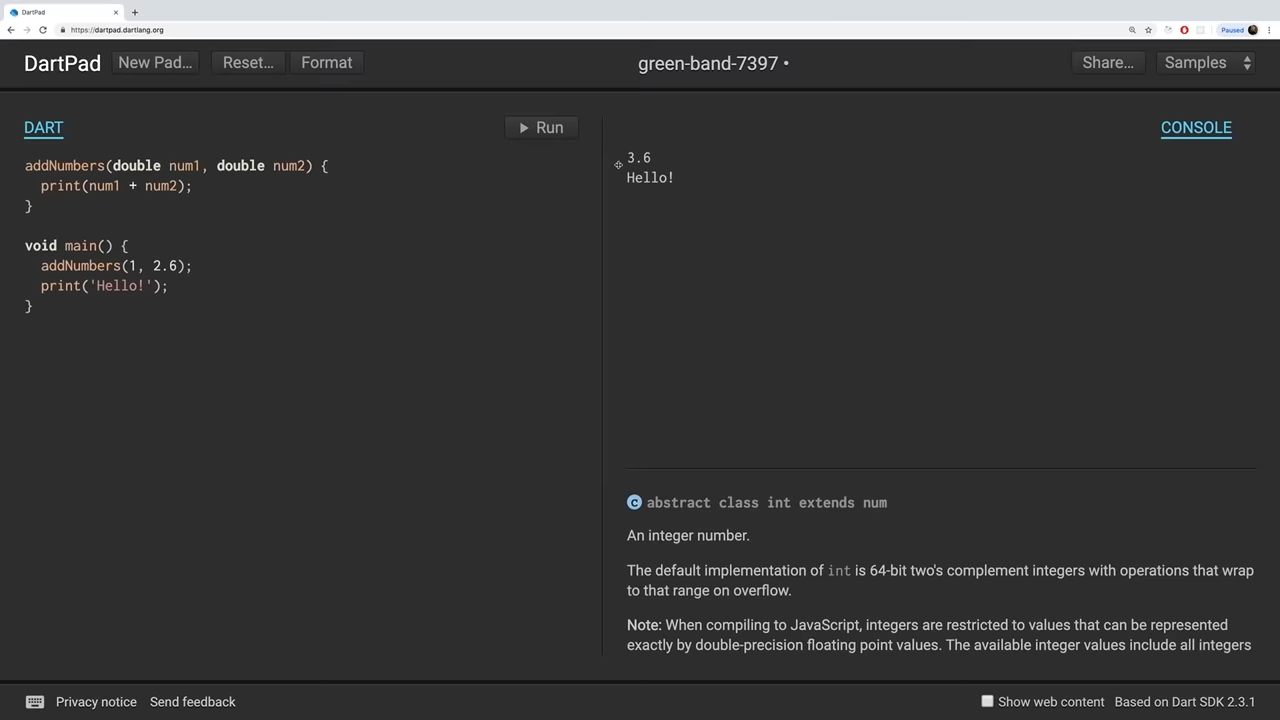 DartPad
https://dartpad.dartlang.org
Paused
DartPad
New Pad...
Reset...
Format
green-band-7397 •
Share...
Samples
DART
Run
CONSOLE
addNumbers(double num1, double num2) {
  print(num1 + num2);
}
void main() {
  addNumbers(1, 2.6);
  print('Hello!');
}
3.6
Hello!
C abstract class int extends num
An integer number.
The default implementation of int is 64-bit two's complement integers with operations that wrap
to that range on overflow.
Note: When compiling to JavaScript, integers are restricted to values that can be represented
exactly by double-precision floating point values. The available integer values include all integers
Privacy notice
Send feedback
Show web content
Based on Dart SDK 2.3.1